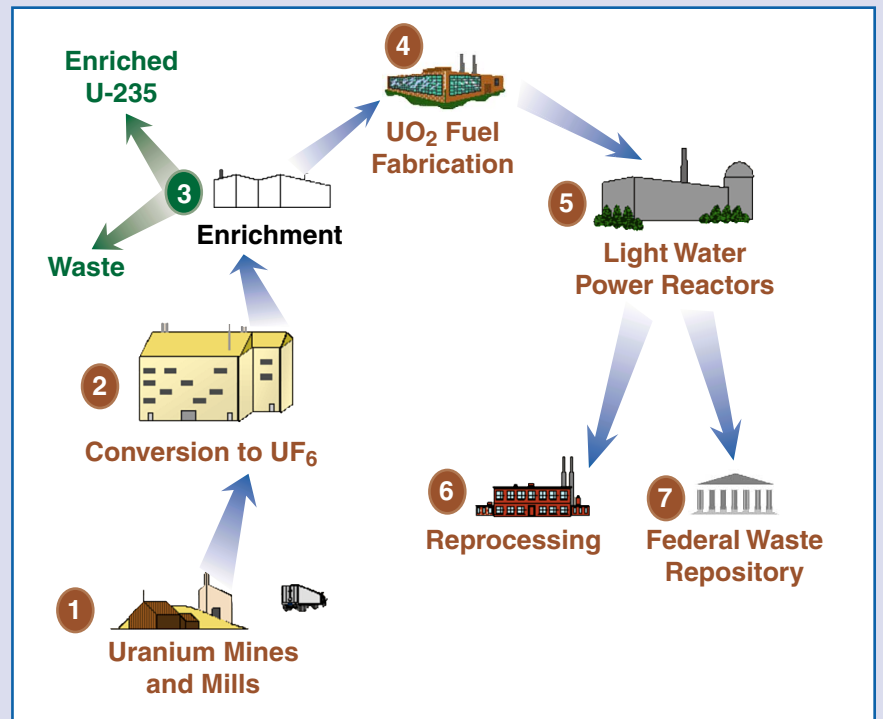 4
Enriched
U-235
UO₂ Fuel
Fabrication
3
Enrichment
Waste
5
Light Water
Power Reactors
2
Conversion to UF₆
6
Reprocessing
7
Federal Waste
Repository
1
Uranium Mines
and Mills